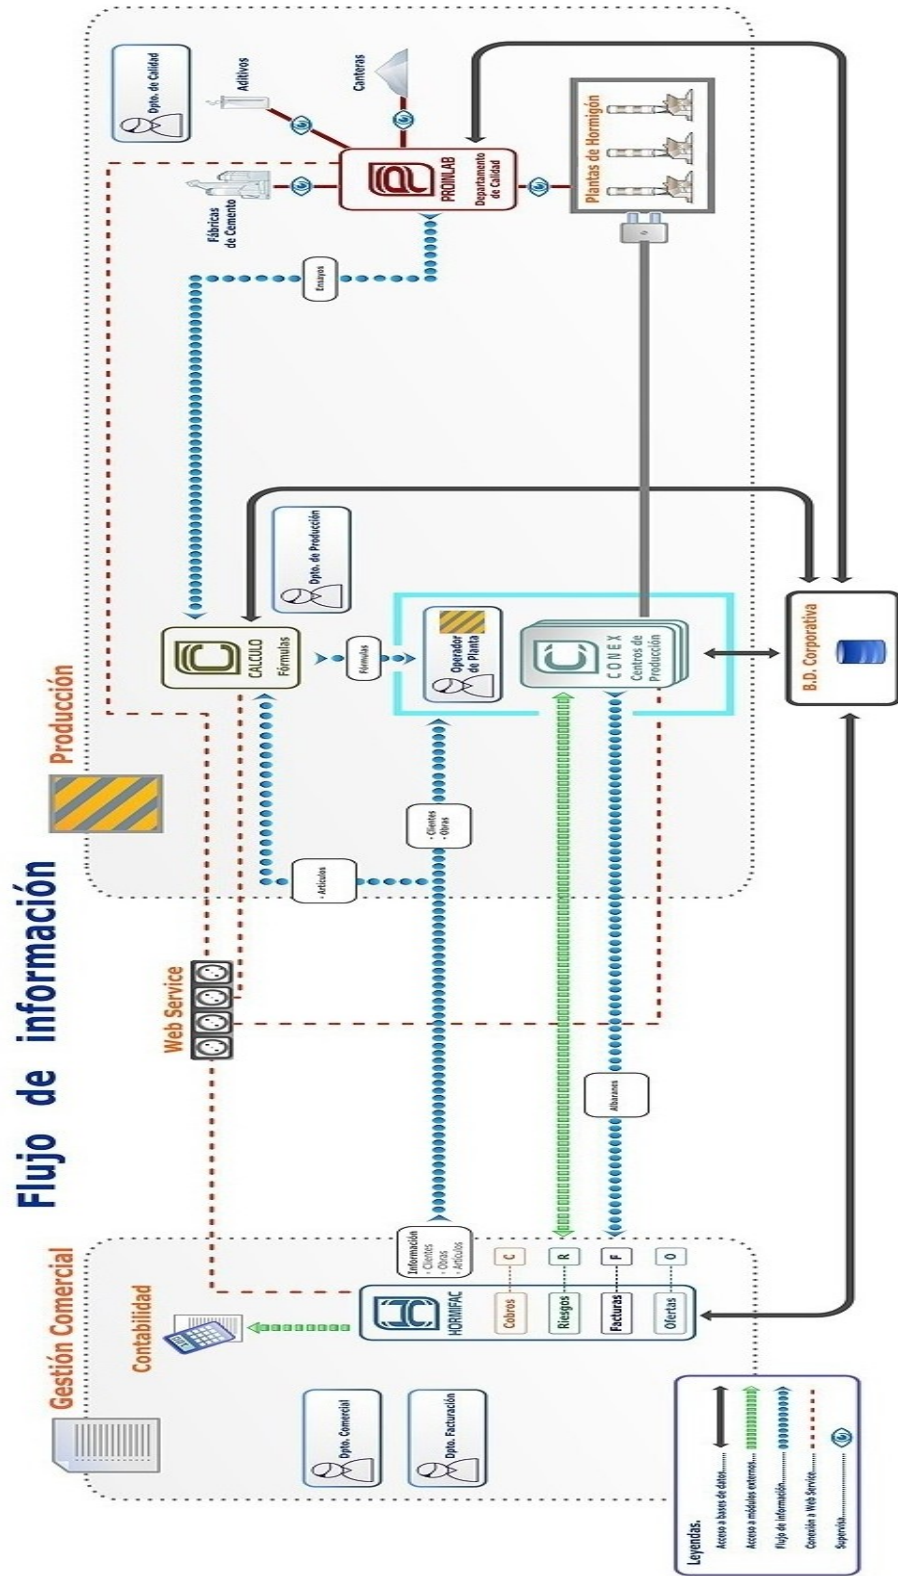 Flujo de información
Gestión Comercial
Contabilidad
Dpto. Comercial
Dpto. Facturación
HORMIFAC
Cobros
C
Riesgos
R
Facturas
F
Ofertas
O
Información
- Clientes
- Obras
- Artículos
Web Service
- Artículos
- Clientes
- Obras
Albaranes
Producción
CALCULO
Fórmulas
Dpto. de Producción
Fórmulas
Operador
de Planta
CONEX
Centros de
Producción
B.D. Corporativa
Ensayos
Dpto. de Calidad
Fábricas
de Cemento
Aditivos
Canteras
PROINLAB
Departamento
de Calidad
Plantas de Hormigón
Leyendas.
Acceso a bases de datos
Acceso a módulos externos
Flujo de información
Conexión a Web Service
Supervisa